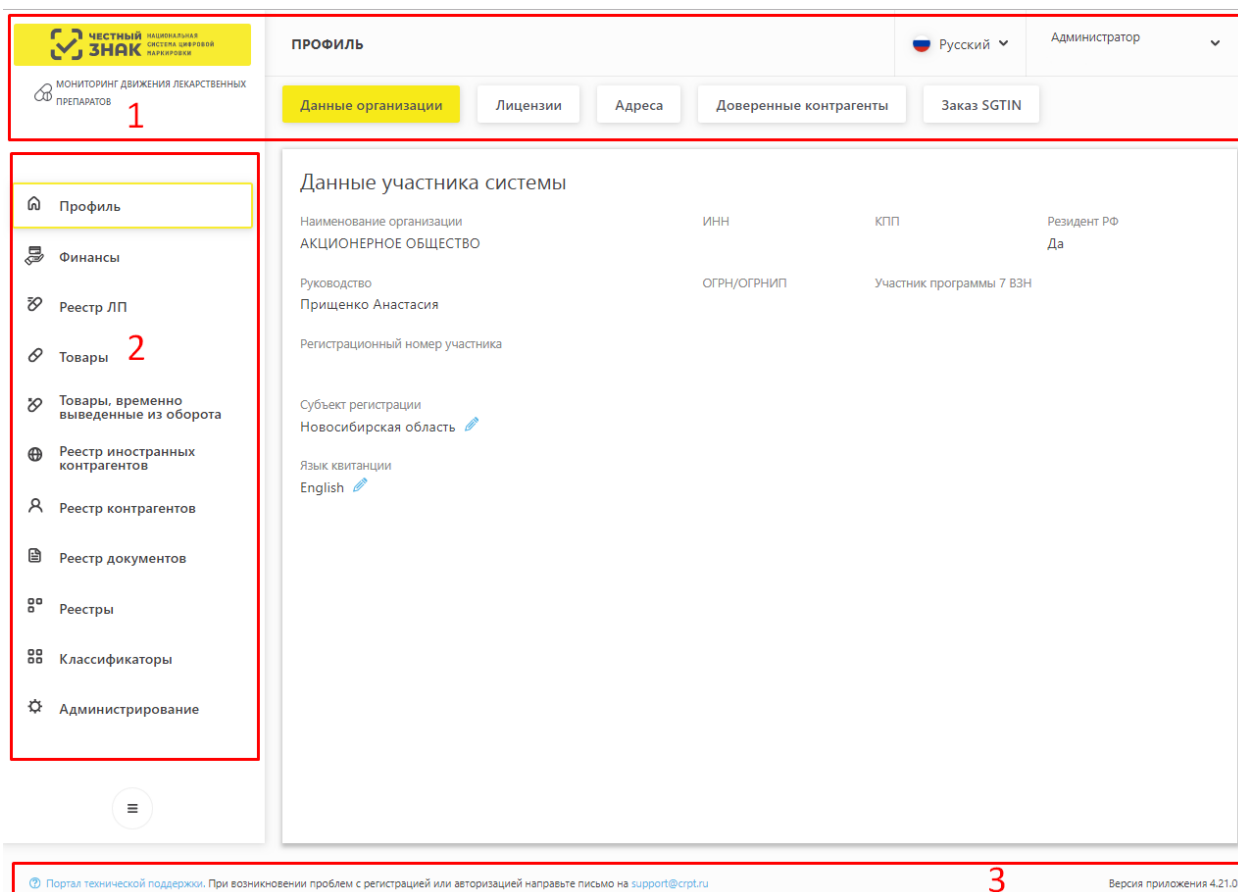 ЧЕСТНЫЙ ЗНАК
НАЦИОНАЛЬНАЯ СИСТЕМА ЦИФРОВОЙ МАРКИРОВКИ
МОНИТОРИНГ ДВИЖЕНИЯ ЛЕКАРСТВЕННЫХ
ПРЕПАРАТОВ
1
ПРОФИЛЬ
Русский
Администратор
Данные организации
Лицензии
Адреса
Доверенные контрагенты
Заказ SGTIN
Профиль
Финансы
Реестр ЛП
Товары
2
Товары, временно
выведенные из оборота
Реестр иностранных
контрагентов
Реестр контрагентов
Реестр документов
Реестры
Классификаторы
Администрирование
Данные участника системы
Наименование организации
АКЦИОНЕРНОЕ ОБЩЕСТВО
ИНН
КПП
Резидент РФ
Да
Руководство
Прищенко Анастасия
ОГРН/ОГРНИП
Участник программы 7 ВЗН
Регистрационный номер участника
Субъект регистрации
Новосибирская область
Язык квитанции
English
Портал технической поддержки. При возникновении проблем с регистрацией или авторизацией направьте письмо на support@crpt.ru
3
Версия приложения 4.21.0